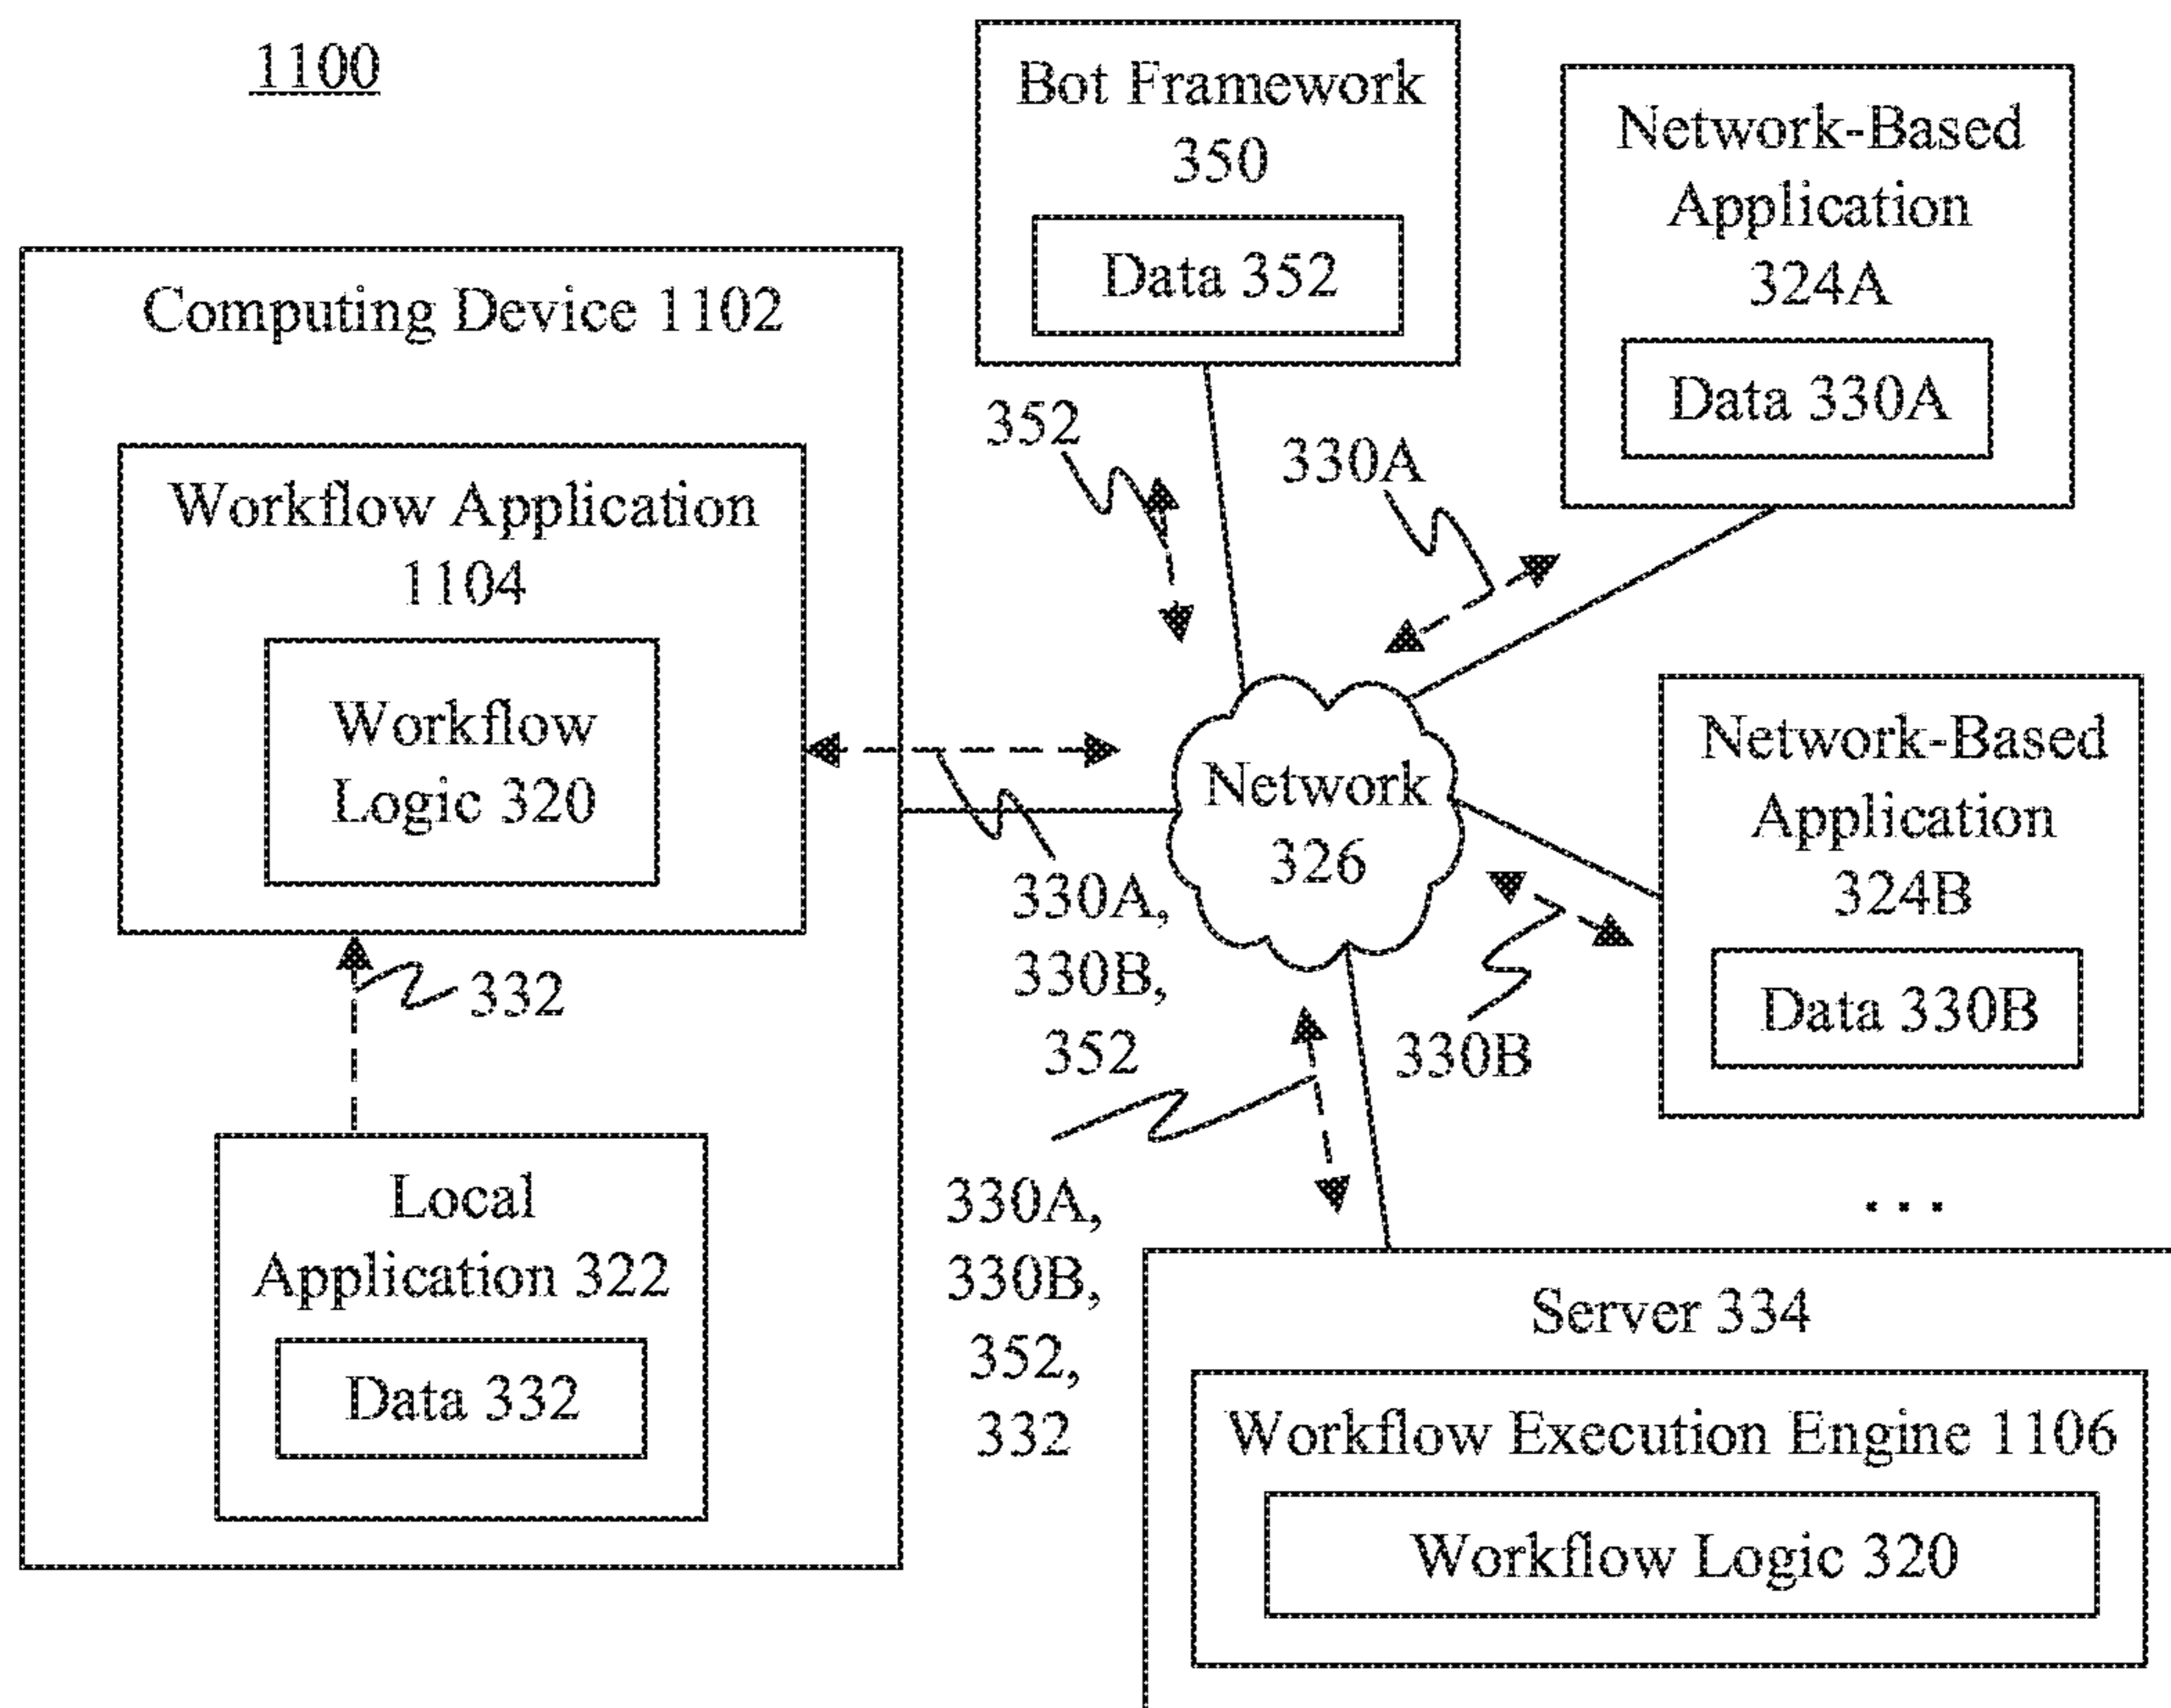 1100
Bot Framework
350
Data 352
Network-Based
Application
324A
Data 330A
Computing Device 1102
Workflow Application
1104
Workflow
Logic 320
332
Local
Application 322
Data 332
352
330A
Network
326
330A,
330B,
352
Network-Based
Application
324B
Data 330B
330B
...
330A,
330B,
352,
332
Server 334
Workflow Execution Engine 1106
Workflow Logic 320